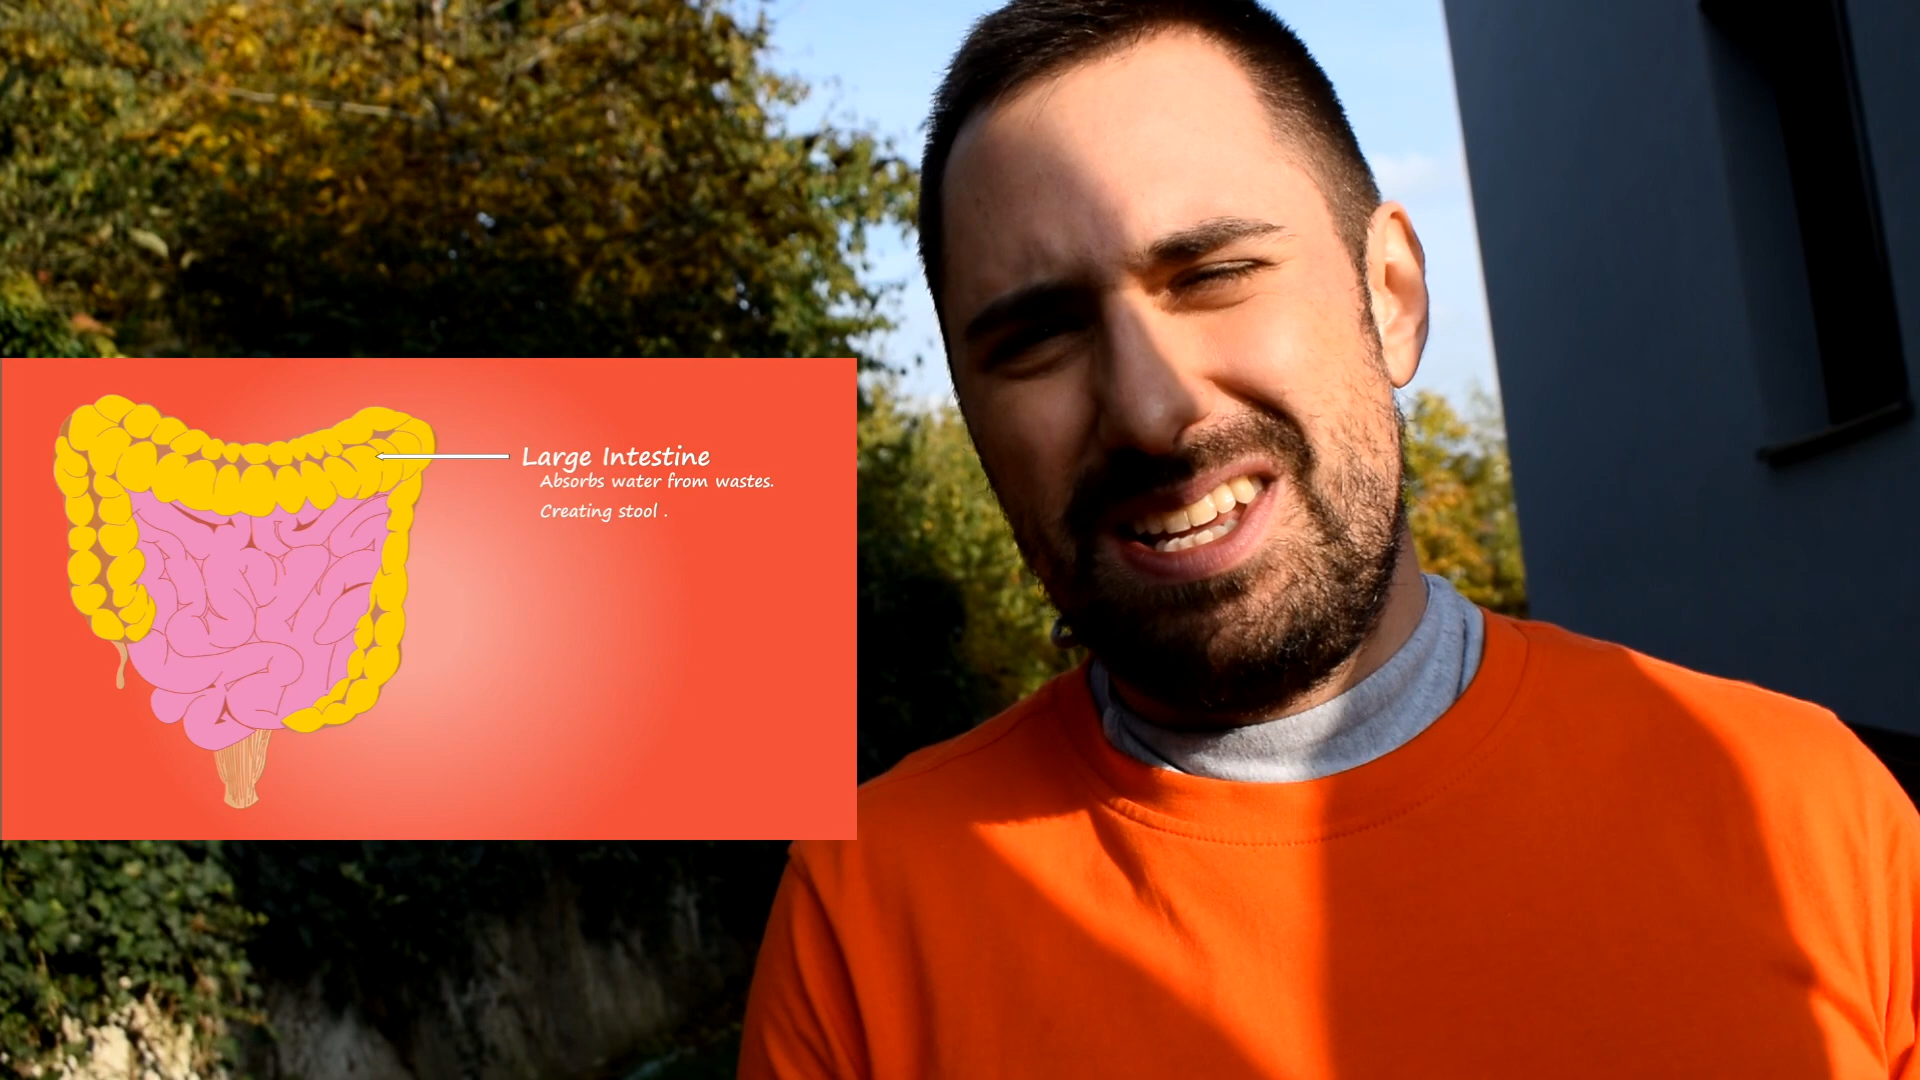 Large Intestine
Absorbs water from wastes.
Creating stool .